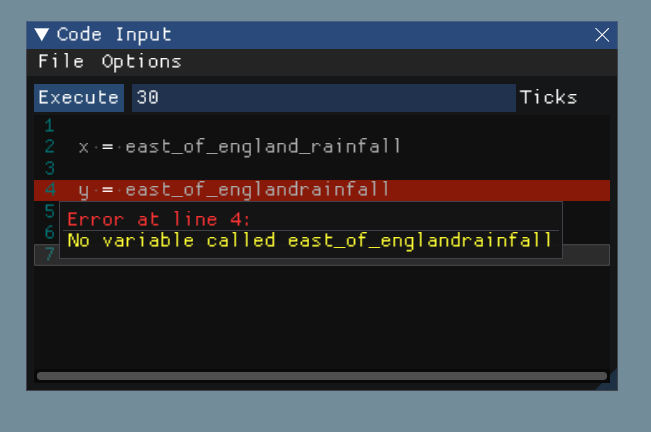 Code Input
File Options
Execute 30 Ticks
1
2 x = east_of_england_rainfall
3
4 y = east_of_englandrainfall
5 Error at line 4:
6 No variable called east_of_englandrainfall
7